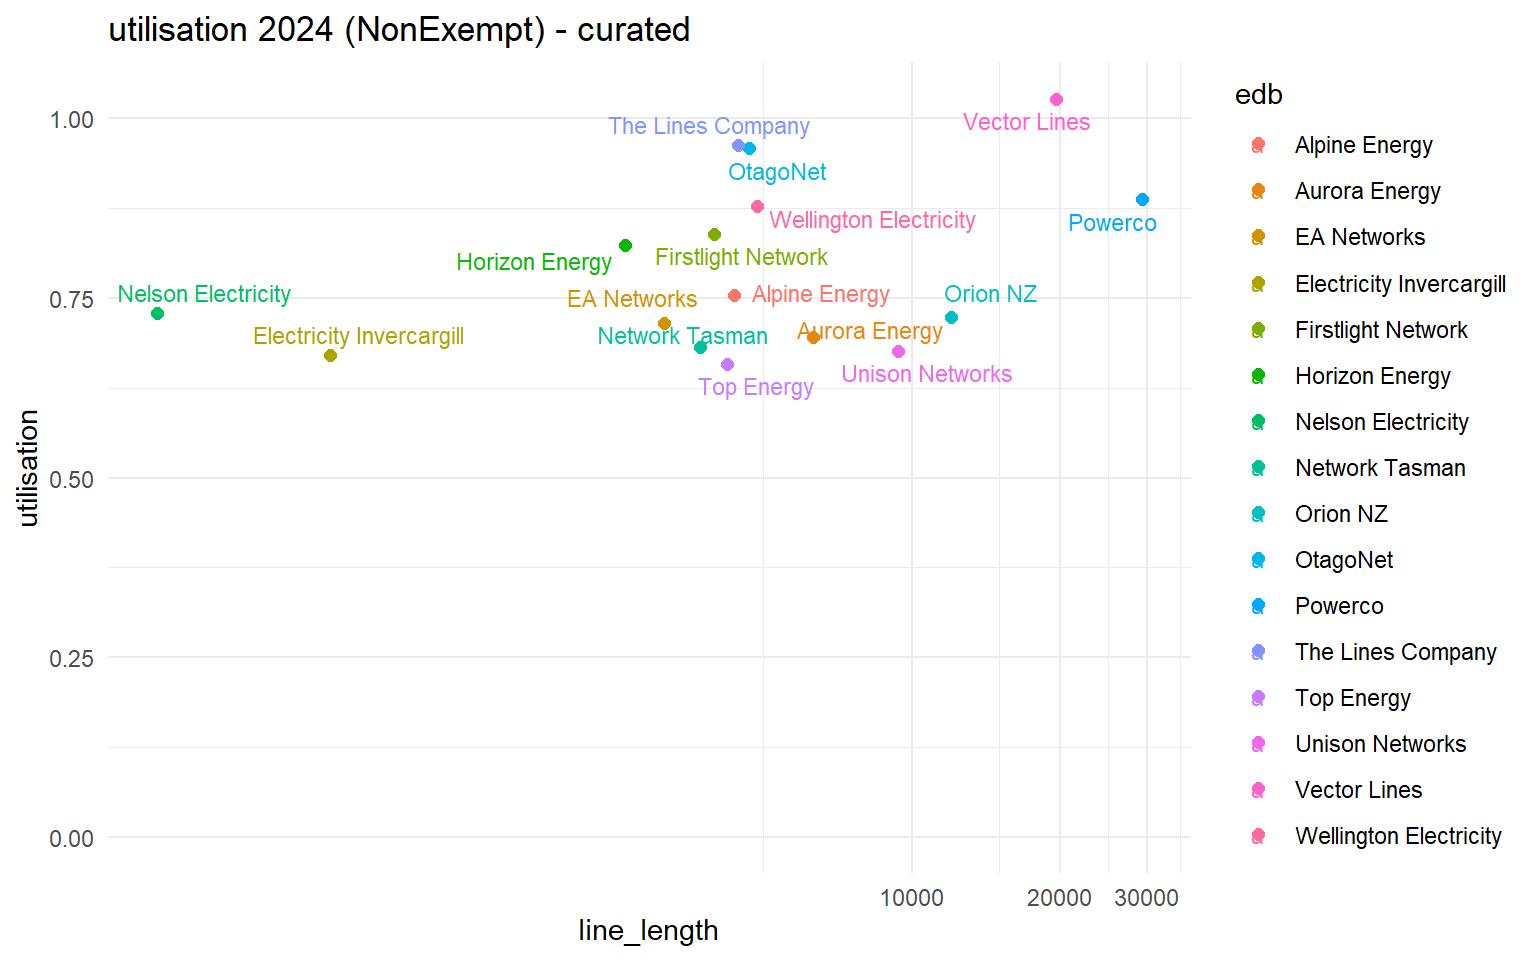 utilisation 2024 (NonExempt) - curated
utilisation
1.00
0.75
0.50
0.25
0.00
Vector Lines
The Lines Company
OtagoNet
Wellington Electricity
Powerco
Firstlight Network
Horizon Energy
Nelson Electricity
EA Networks
Alpine Energy
Orion NZ
Electricity Invercargill
Network Tasman
Aurora Energy
Unison Networks
Top Energy
10000
20000
30000
line_length
edb
a Alpine Energy
a Aurora Energy
a EA Networks
a Electricity Invercargill
a Firstlight Network
a Horizon Energy
a Nelson Electricity
a Network Tasman
a Orion NZ
a OtagoNet
a Powerco
a The Lines Company
a Top Energy
a Unison Networks
a Vector Lines
a Wellington Electricity